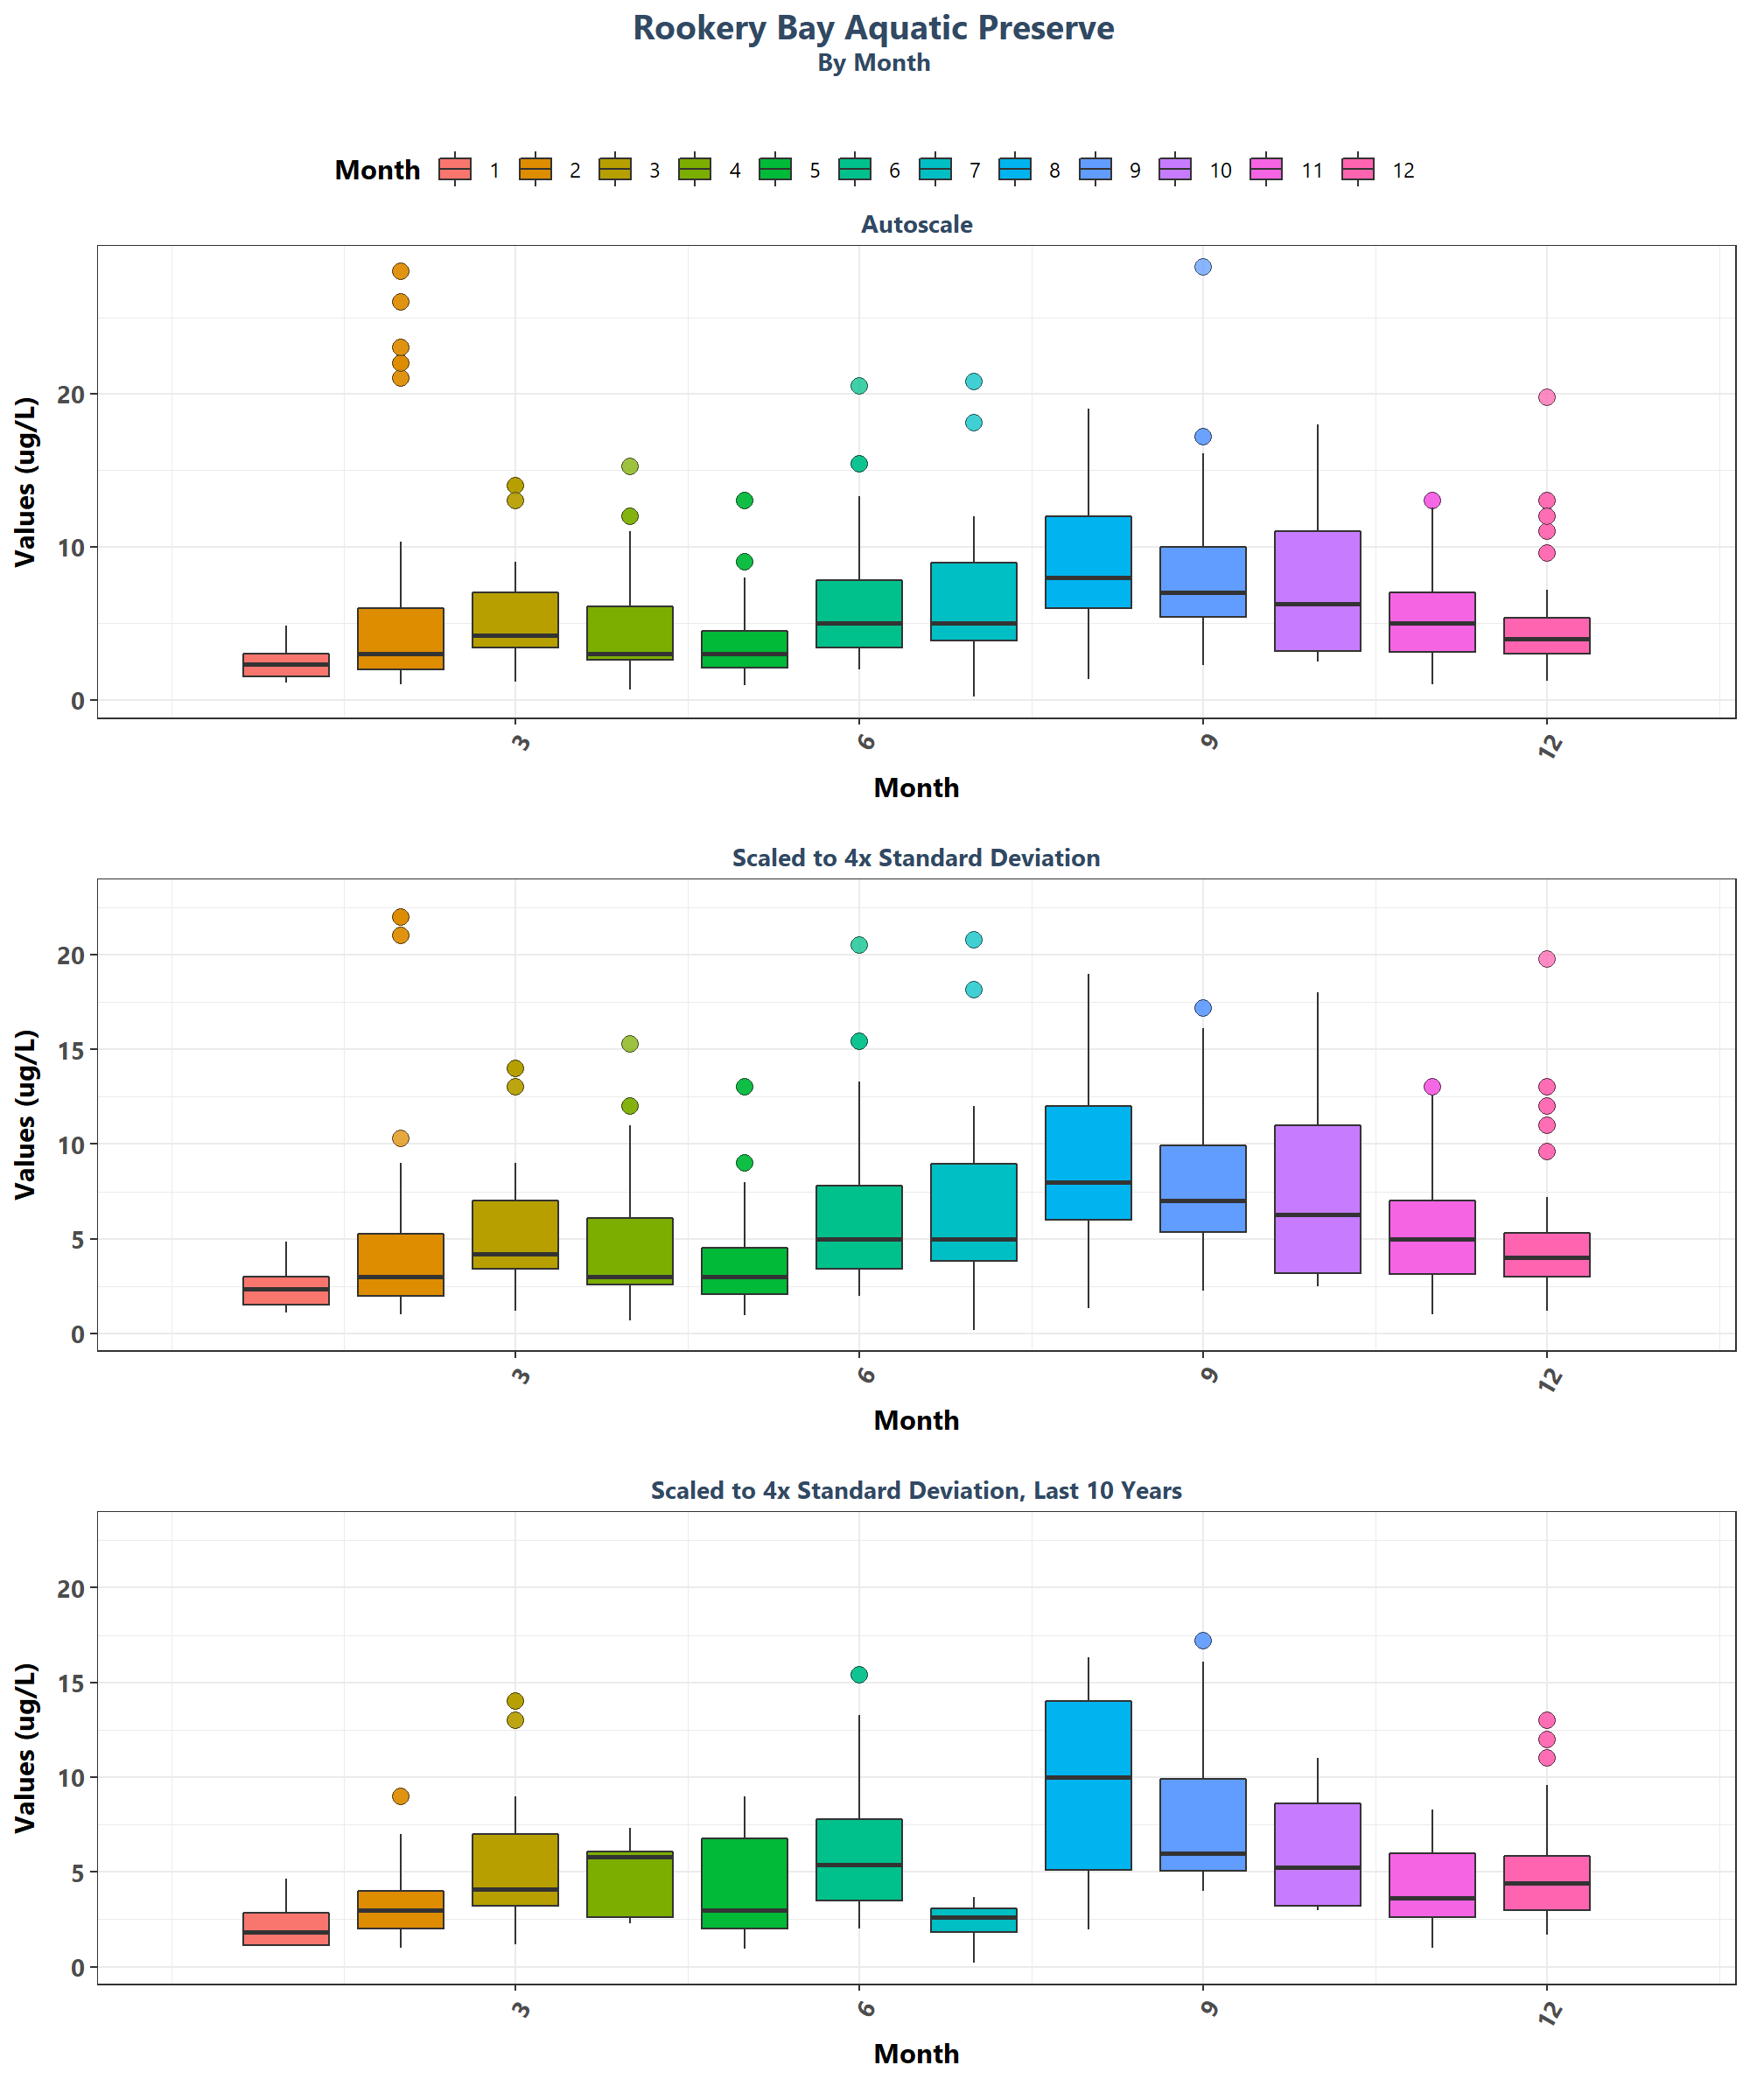 Rookery Bay Aquatic Preserve
By Month
Month 1 2 3 4 5 6 7 8 9 10 11 12
Autoscale
Values (ug/L)
20
10
0
3 6 9 12
Month
Scaled to 4x Standard Deviation
Values (ug/L)
20
15
10
5
0
3 6 9 12
Month
Scaled to 4x Standard Deviation, Last 10 Years
Values (ug/L)
20
15
10
5
0
3 6 9 12
Month